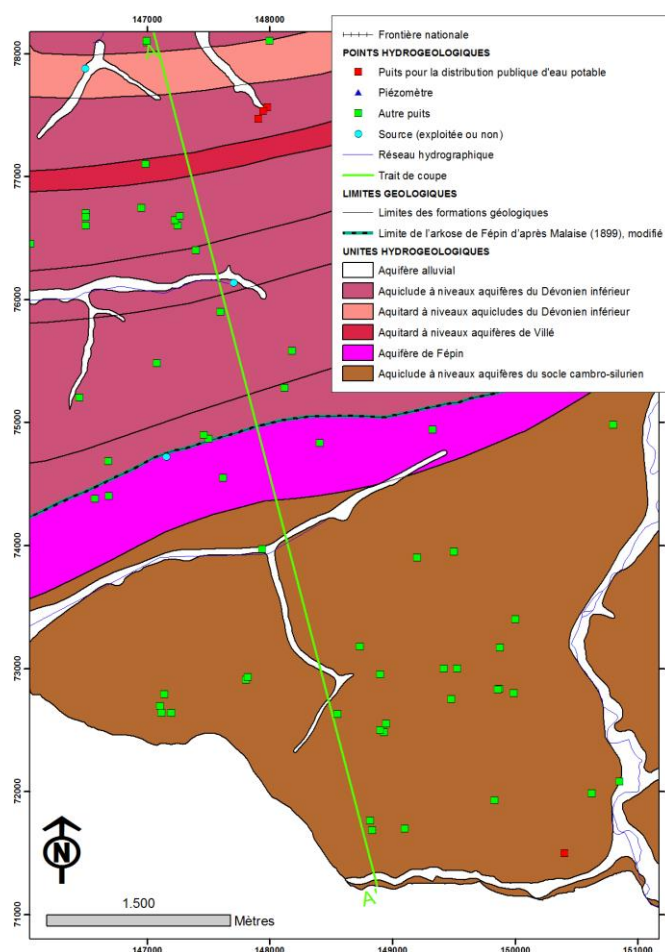 147000
148000
78000
77000
76000
75000
74000
73000
72000
71000
A
Frontière nationale
POINTS HYDROGEOLOGIQUES
Puits pour la distribution publique d'eau potable
Piézomètre
Autre puits
Source (exploitée ou non)
Réseau hydrographique
Trait de coupe
LIMITES GEOLOGIQUES
Limites des formations géologiques
Limite de l'arkose de Fépin d'après Malaise (1899), modifié
UNITES HYDROGEOLOGIQUES
Aquifère alluvial
Aquiclude à niveaux aquifères du Dévonien inférieur
Aquitard à niveaux aquicludes du Dévonien inférieur
Aquitard à niveaux aquifères de Villé
Aquifère de Fépin
Aquiclude à niveaux aquifères du socle cambro-silurien
N
1.500
Mètres
A'
147000
148000
149000
150000
151000